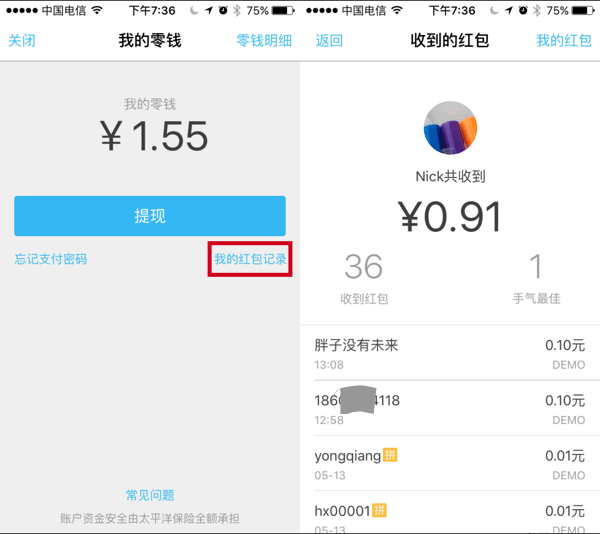 中国电信 下午7:36 75%
关闭 我的零钱 零钱明细
我的零钱
¥1.55
提现
忘记支付密码 我的红包记录
常见问题
账户资金安全由太平洋保险全额承担
中国电信 下午7:36 75%
返回 收到的红包 我的红包
Nick共收到
¥0.91
36 1
收到红包 手气最佳
胖子没有未来 0.10元
13:08 DEMO
4118 0.10元
12:58 DEMO
yongqiang 拼 0.01元
05-13 DEMO
hx00001 拼 0.01元
05-13 DEMO